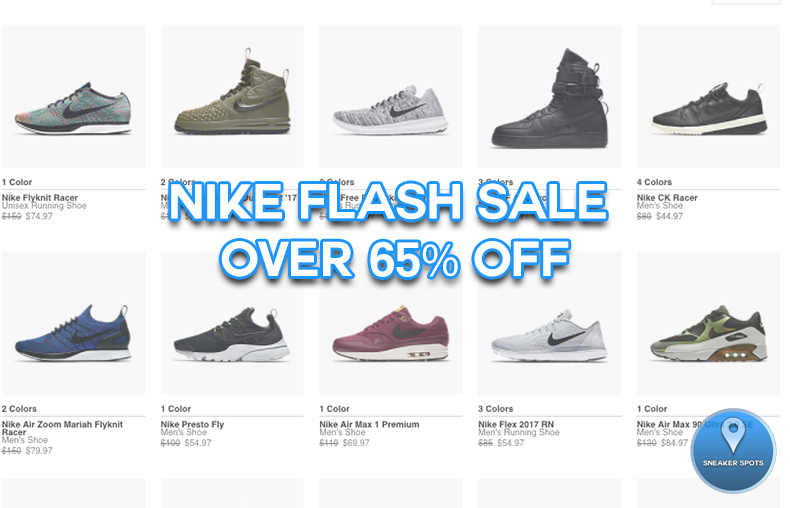 1 Color
2 Colors
3 Colors
4 Colors
Nike Flyknit Racer
Unisex Running Shoe
$150 $74.97
'17
Free
Nike CK Racer
Men's Shoe
$80 $44.97
NIKE FLASH SALE
OVER 65% OFF
2 Colors
1 Color
1 Color
3 Colors
1 Color
Nike Air Zoom Mariah Flyknit
Racer
Men's Shoe
$150 $79.97
Nike Presto Fly
Men's Shoe
$100 $54.97
Nike Air Max 1 Premium
Men's Shoe
$110 $69.97
Nike Flex 2017 RN
Men's Running Shoe
$85 $54.97
Nike Air Max 90 Ultra SE
Men's Shoe
$130 $84.97
SNEAKER SPOTS